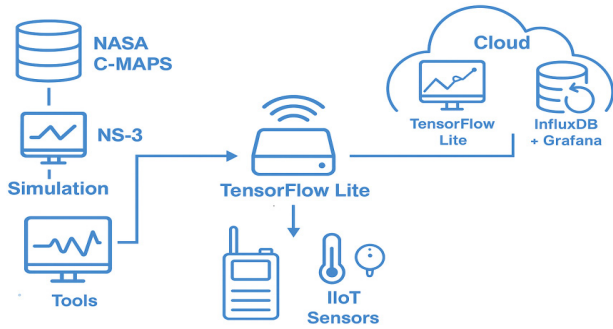 NASA
C-MAPS
NS-3
Simulation
Tools
TensorFlow Lite
IIoT
Sensors
Cloud
TensorFlow
Lite
InfluxDB
+ Grafana